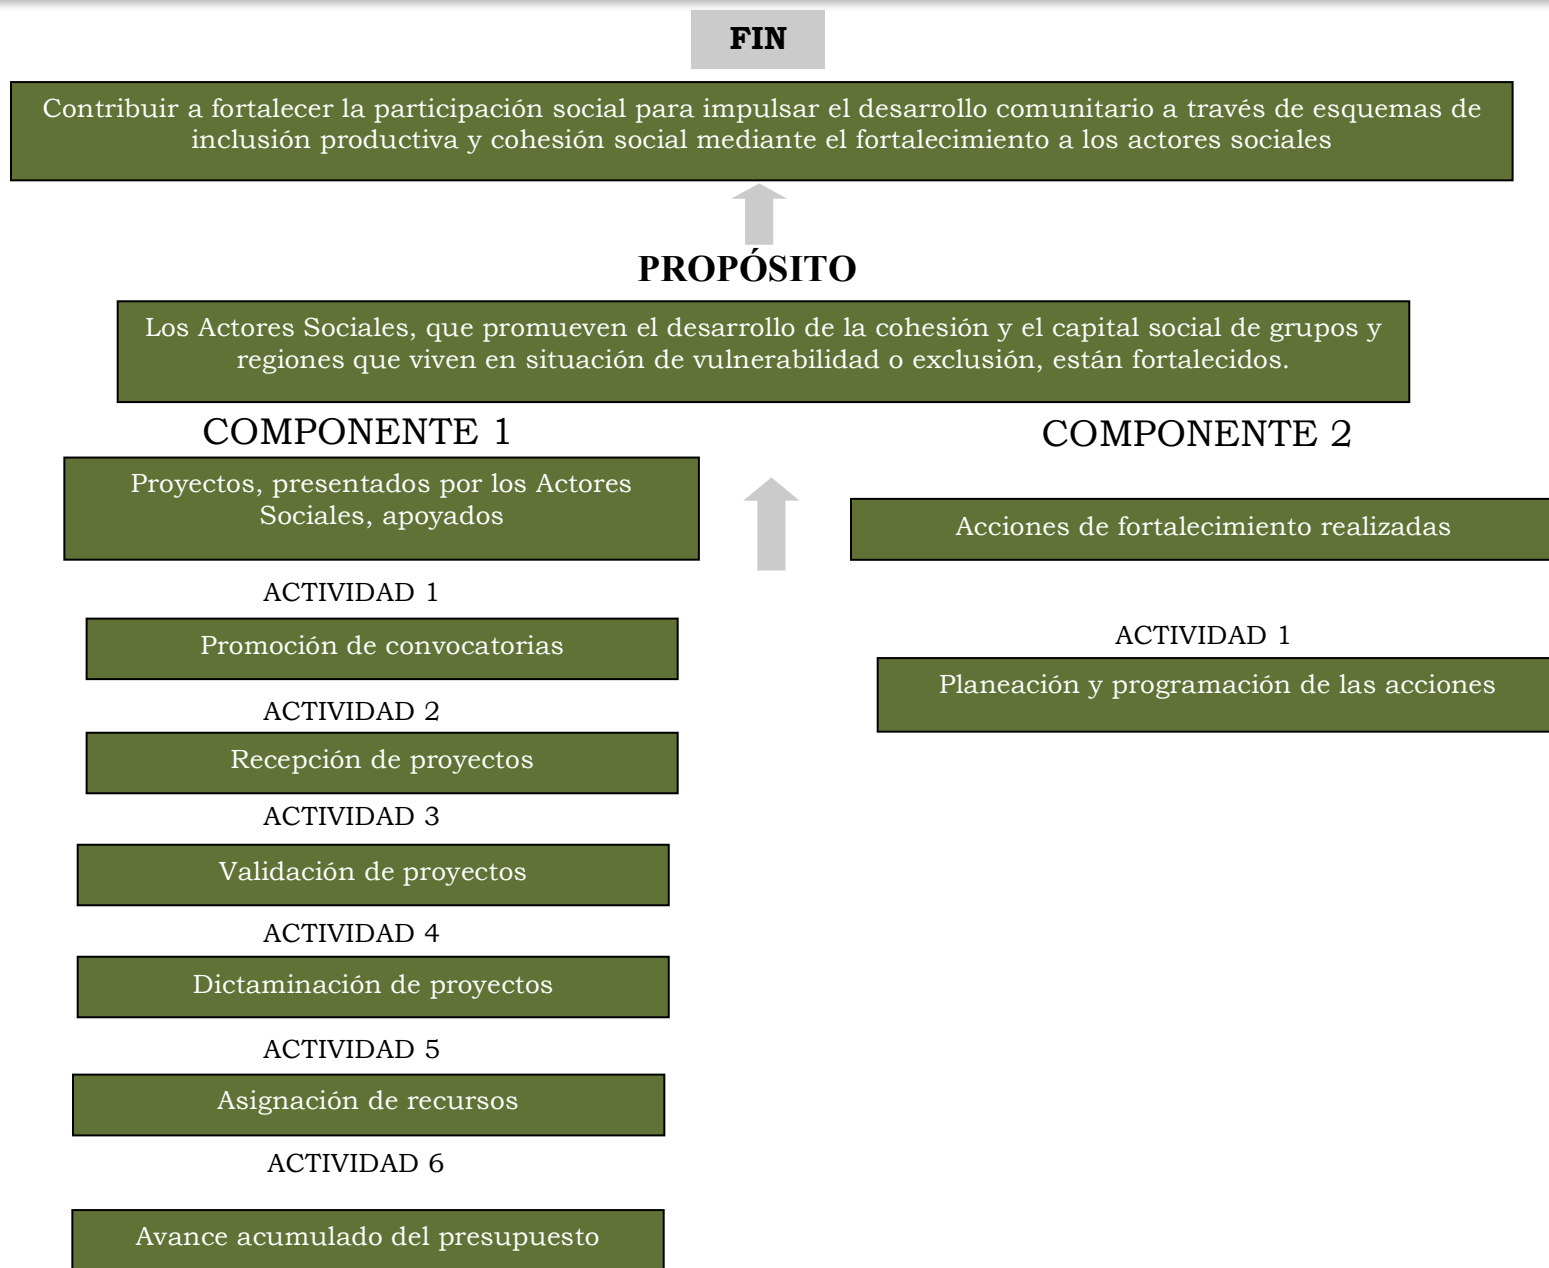 FIN
Contribuir a fortalecer la participación social para impulsar el desarrollo comunitario a través de esquemas de
inclusión productiva y cohesión social mediante el fortalecimiento a los actores sociales
PROPÓSITO
Los Actores Sociales, que promueven el desarrollo de la cohesión y el capital social de grupos y
regiones que viven en situación de vulnerabilidad o exclusión, están fortalecidos.
COMPONENTE 1
Proyectos, presentados por los Actores
Sociales, apoyados
ACTIVIDAD 1
Promoción de convocatorias
ACTIVIDAD 2
Recepción de proyectos
ACTIVIDAD 3
Validación de proyectos
ACTIVIDAD 4
Dictaminación de proyectos
ACTIVIDAD 5
Asignación de recursos
ACTIVIDAD 6
Avance acumulado del presupuesto
COMPONENTE 2
Acciones de fortalecimiento realizadas
ACTIVIDAD 1
Planeación y programación de las acciones